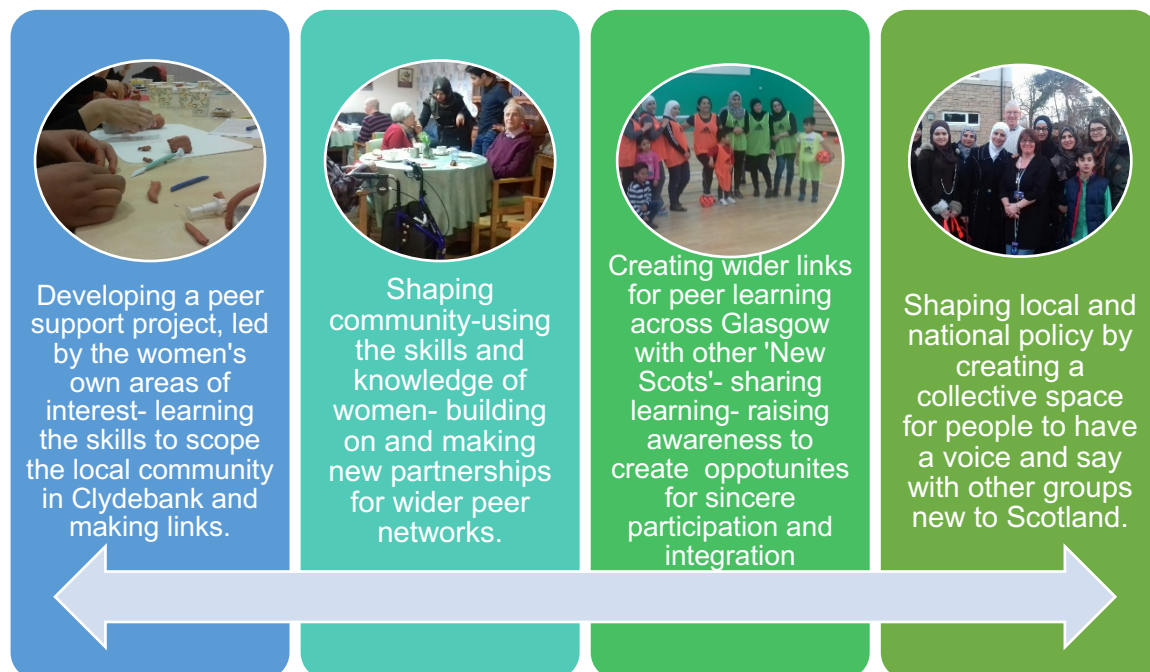 Developing a peer
support project, led
by the women's
own areas of
interest- learning
the skills to scope
the local community
in Clydebank and
making links.
Shaping
community-using
the skills and
knowledge of
women- building
on and making
new partnerships
for wider peer
networks.
Creating wider links
for peer learning
across Glasgow
with other 'New
Scots'- sharing
learning- raising
awareness to
create  oppotunites
for sincere
participation and
integration
Shaping local and
national policy by
creating a
collective space
for people to have
a voice and say
with other groups
new to Scotland.